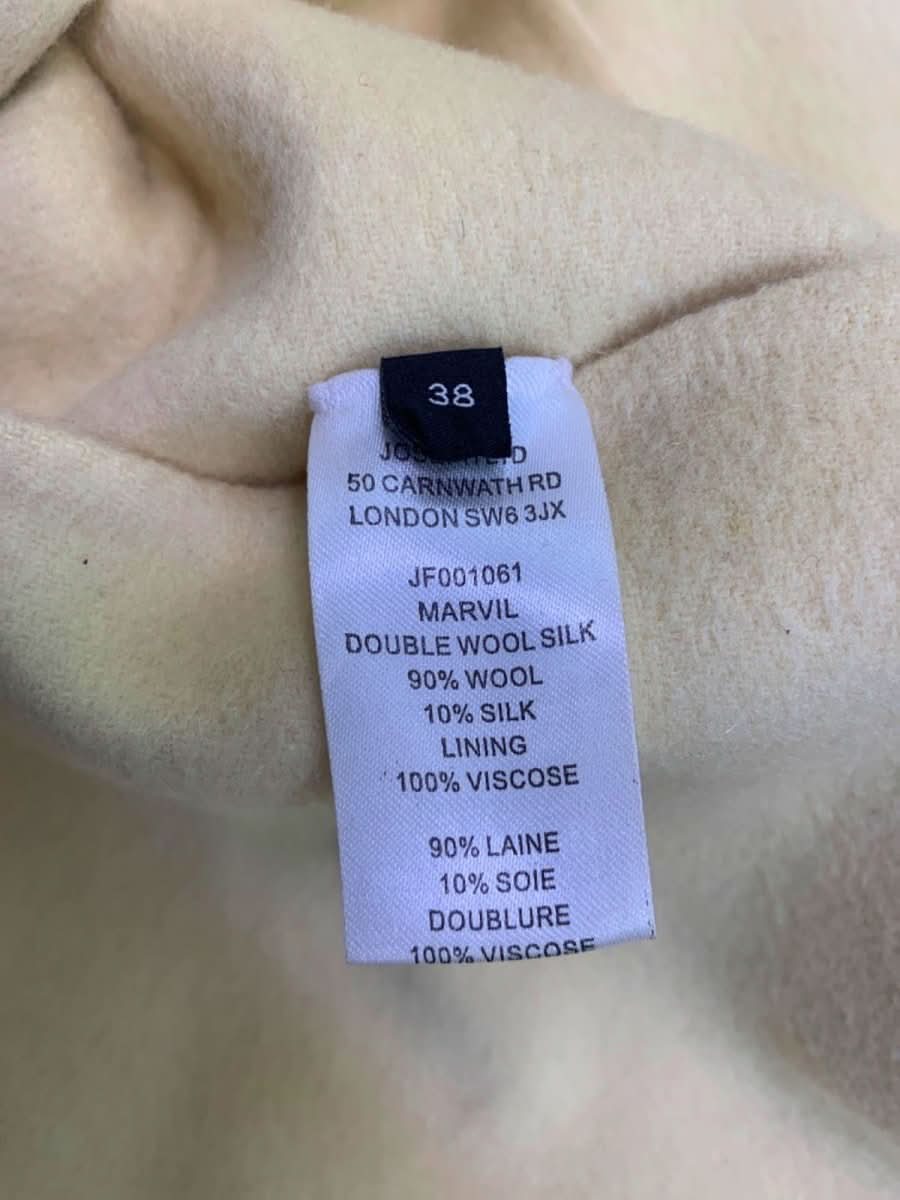 38
LTD
50 CARNWATH RD
LONDON SW6 3JX
JF001061
MARVIL
DOUBLE WOOL SILK
90% WOOL
10% SILK
LINING
100% VISCOSE
90% LAINE
10% SOIE
DOUBLURE
100% VISCOSE